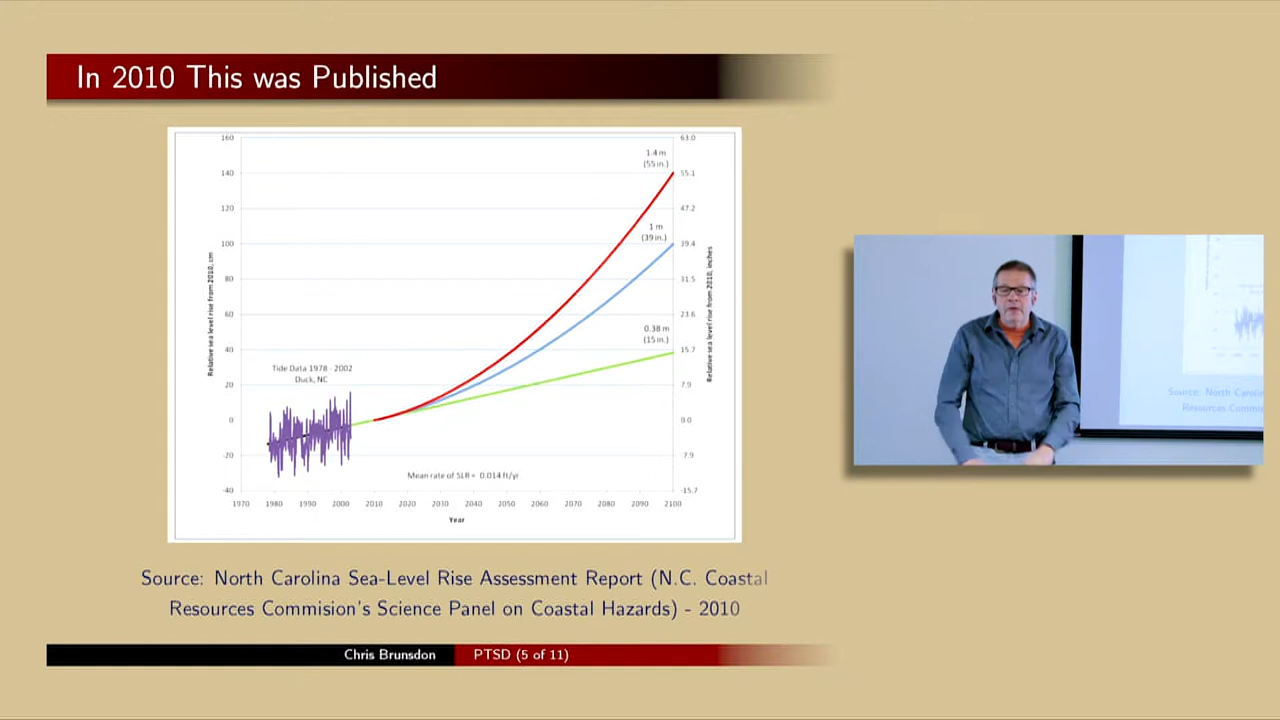 In 2010 This was Published
160
140
120
100
80
60
40
20
0
-20
-40
63.0
55.1
47.2
39.4
31.5
23.6
15.7
7.9
0.0
7.9
-15.7
1970
1980
1990
2000
2010
2020
2030
2040
2050
2060
2070
2080
2090
2100
Relative sea level rise from 2010, cm
Relative sea level rise from 2010, inches
Year
1.4 m
(55 in.)
1 m
(39 in.)
0.38 m
(15 in.)
Tide Data 1978 - 2002
Duck, NC
Mean rate of SLR = 0.014 ft/yr
Source: North Carolina Sea-Level Rise Assessment Report (N.C. Coastal
Resources Commision's Science Panel on Coastal Hazards) - 2010
Source: North Carolin
Resources Commi
Chris Brunsdon
PTSD (5 of 11)